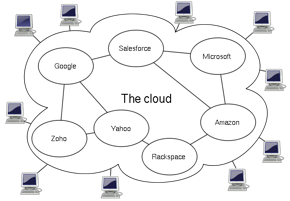 Salesforce
Microsoft
Google
The cloud
Amazon
Yahoo
Zoho
Rackspace